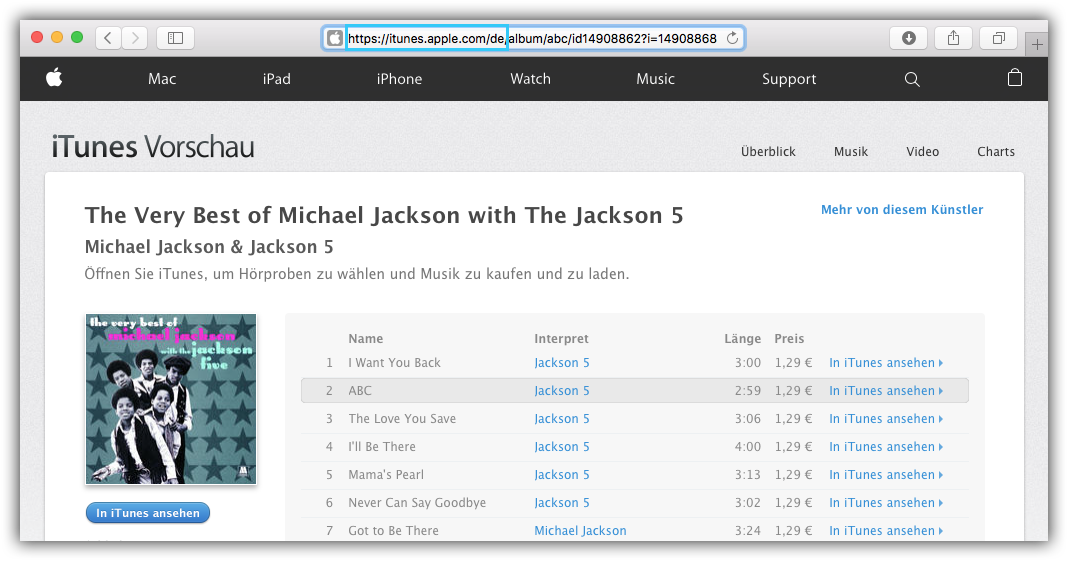 https://itunes.apple.com/de/album/abc/id14908862?i=14908868
Mac iPad iPhone Watch Music Support
iTunes Vorschau
Überblick Musik Video Charts
The Very Best of Michael Jackson with The Jackson 5
Mehr von diesem Künstler
Michael Jackson & Jackson 5
Öffnen Sie iTunes, um Hörproben zu wählen und Musik zu kaufen und zu laden.
the very best of
michael jackson
with the jackson
five
In iTunes ansehen
Name Interpret Länge Preis
1 I Want You Back Jackson 5 3:00 1,29 € In iTunes ansehen
2 ABC Jackson 5 2:59 1,29 € In iTunes ansehen
3 The Love You Save Jackson 5 3:06 1,29 € In iTunes ansehen
4 I'll Be There Jackson 5 4:00 1,29 € In iTunes ansehen
5 Mama's Pearl Jackson 5 3:13 1,29 € In iTunes ansehen
6 Never Can Say Goodbye Jackson 5 3:02 1,29 € In iTunes ansehen
7 Got to Be There Michael Jackson 3:24 1,29 € In iTunes ansehen